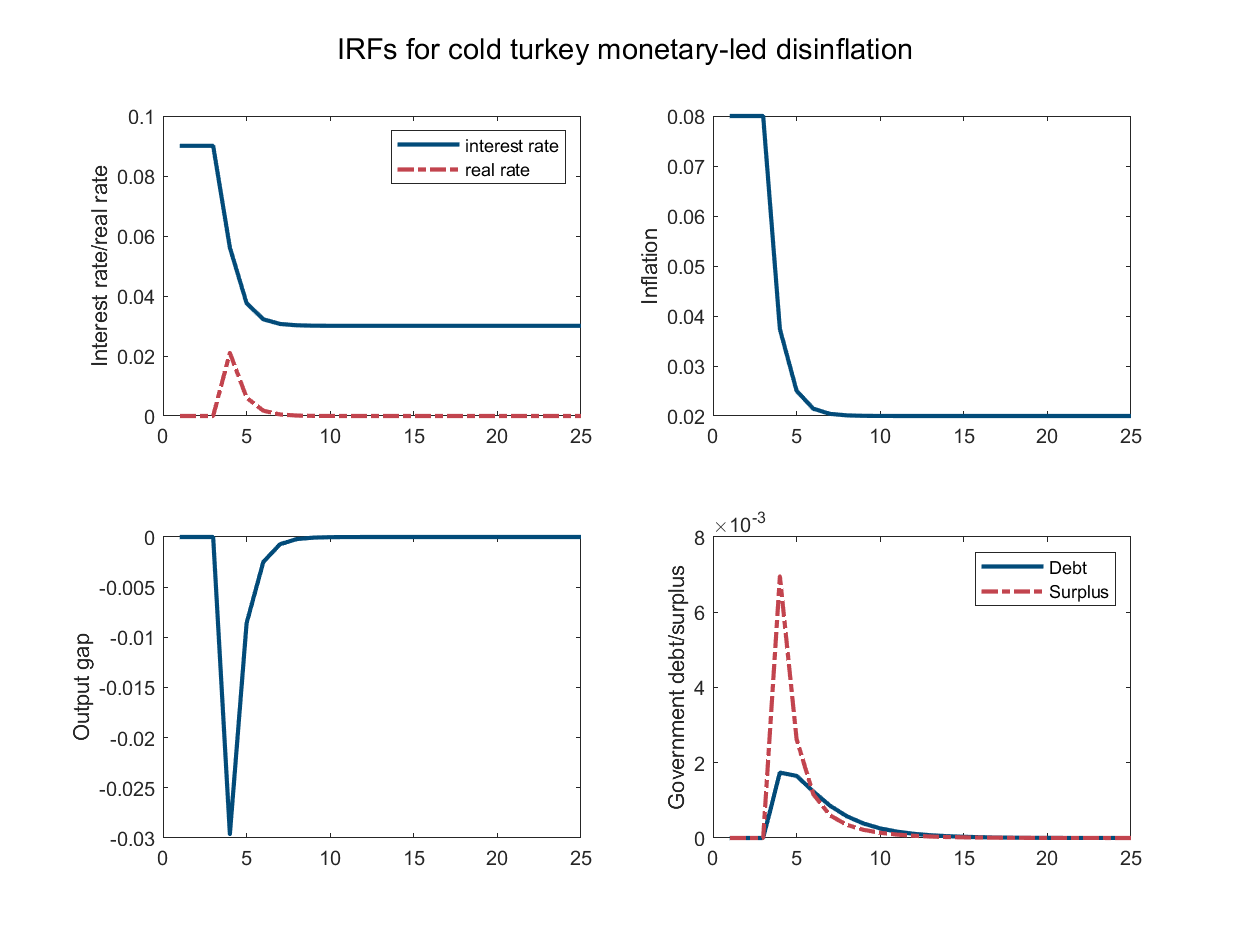 IRFs for cold turkey monetary-led disinflation
Interest rate/real rate
0.1
0.08
0.06
0.04
0.02
0
interest rate
real rate
0 5 10 15 20 25
Inflation
0.08
0.07
0.06
0.05
0.04
0.03
0.02
0 5 10 15 20 25
Output gap
0
-0.005
-0.01
-0.015
-0.02
-0.025
-0.03
0 5 10 15 20 25
Government debt/surplus
×10⁻³
8
6
4
2
0
Debt
Surplus
0 5 10 15 20 25